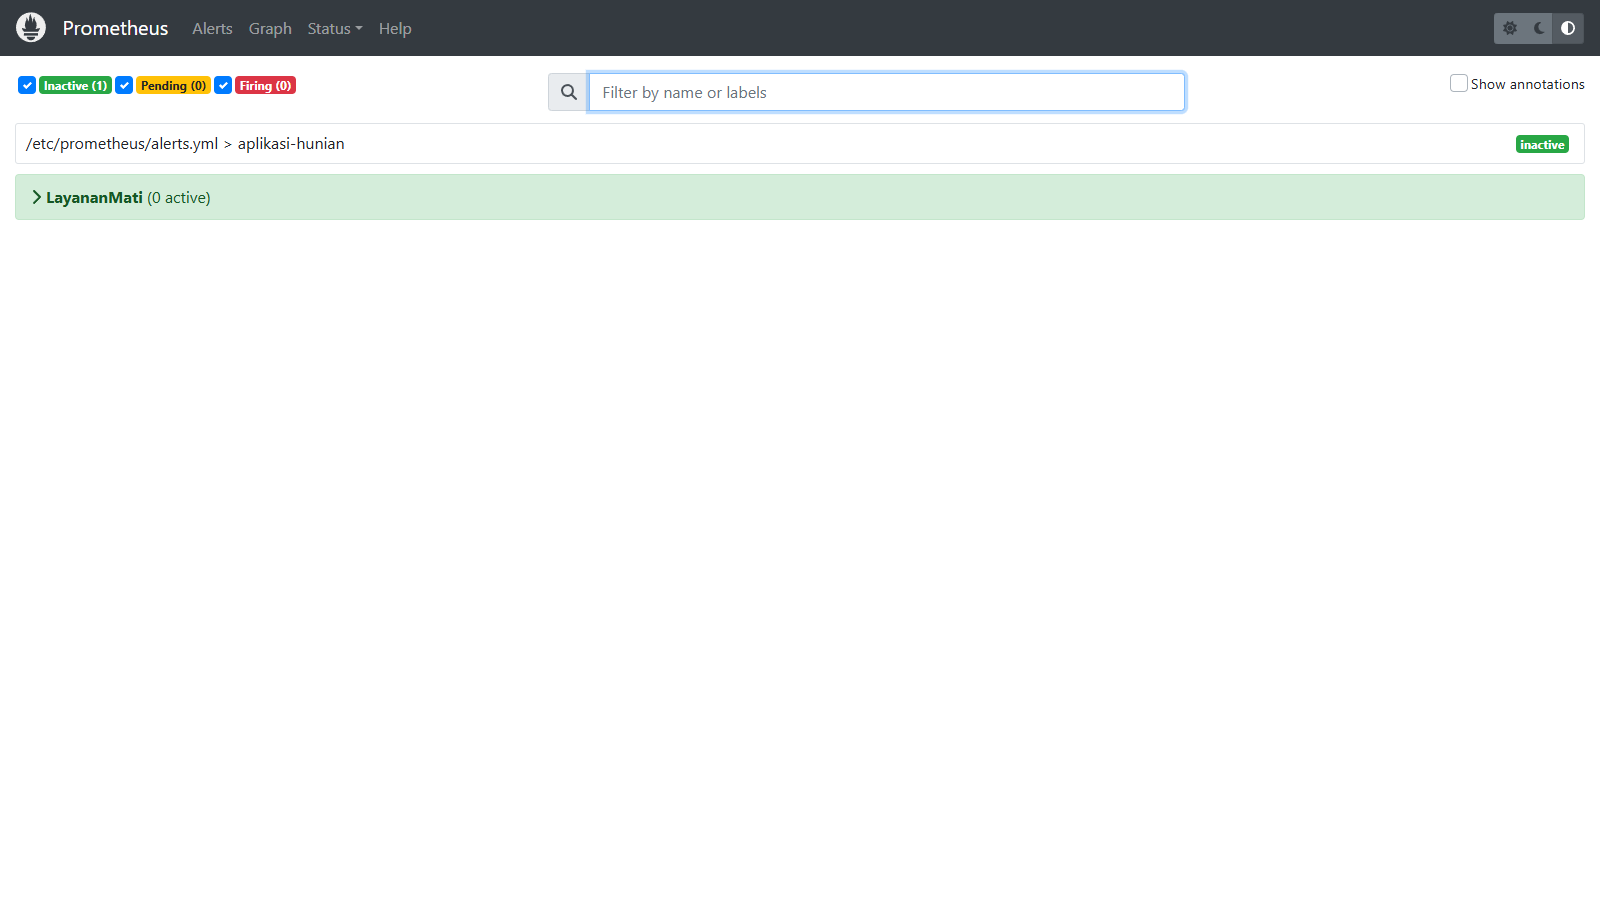 Prometheus Alerts Graph Status Help
Inactive (1) Pending (0) Firing (0) Filter by name or labels Show annotations
/etc/prometheus/alerts.yml > aplikasi-hunian inactive
LayananMati (0 active)